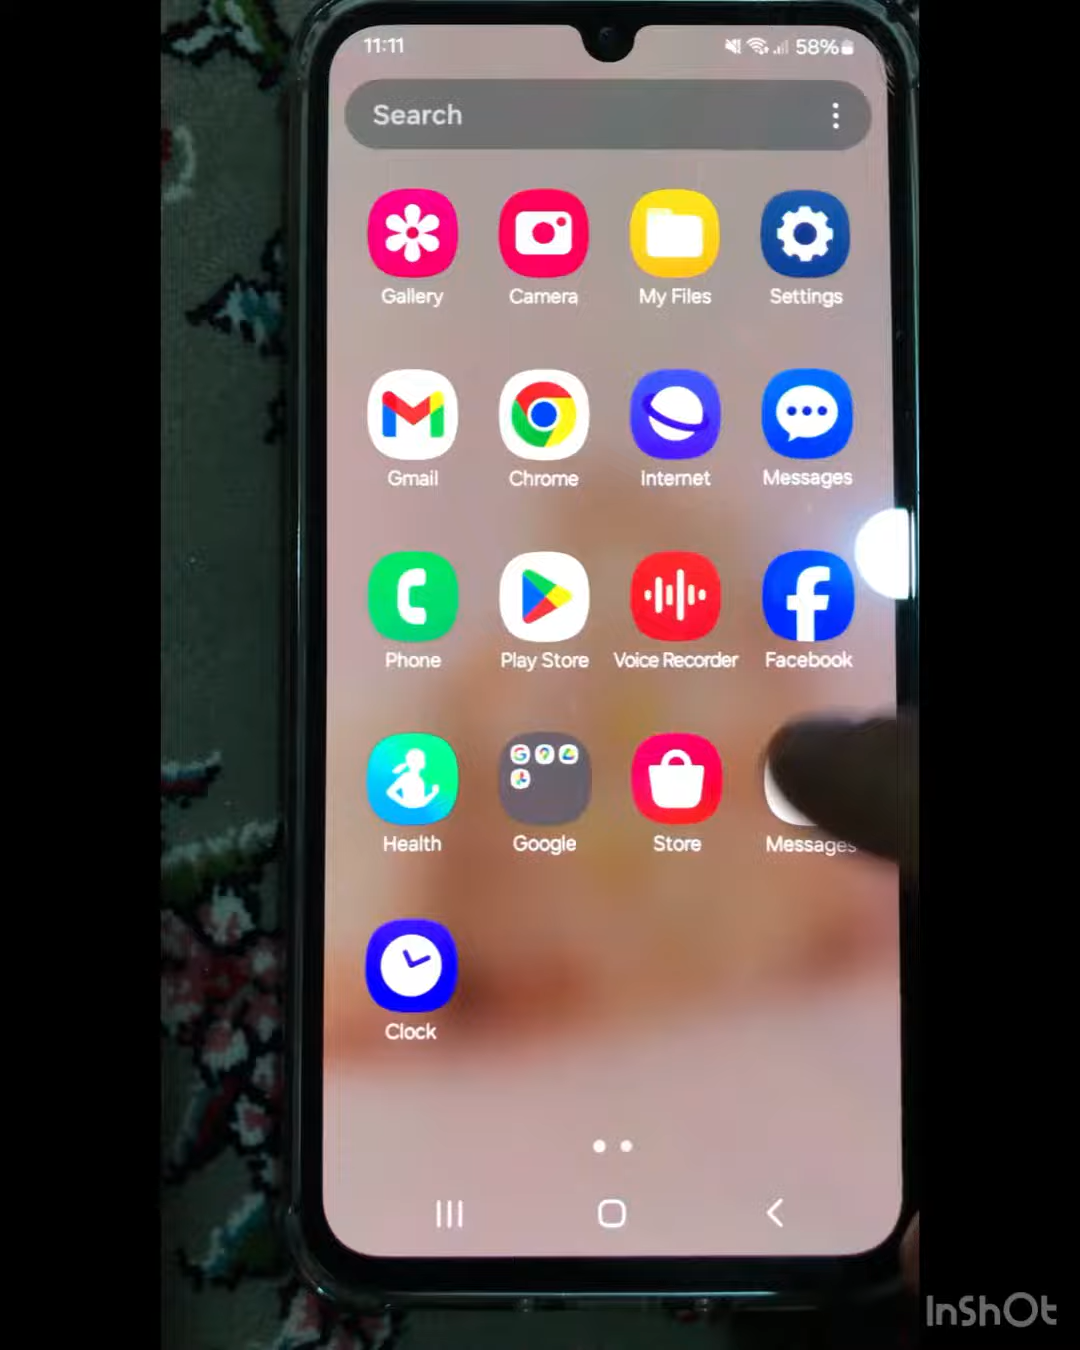 11:11 58%
Search
Gallery Camera My Files Settings
Gmail Chrome Internet Messages
Phone Play Store Voice Recorder Facebook
Health Google Store Messages
Clock
InShOt